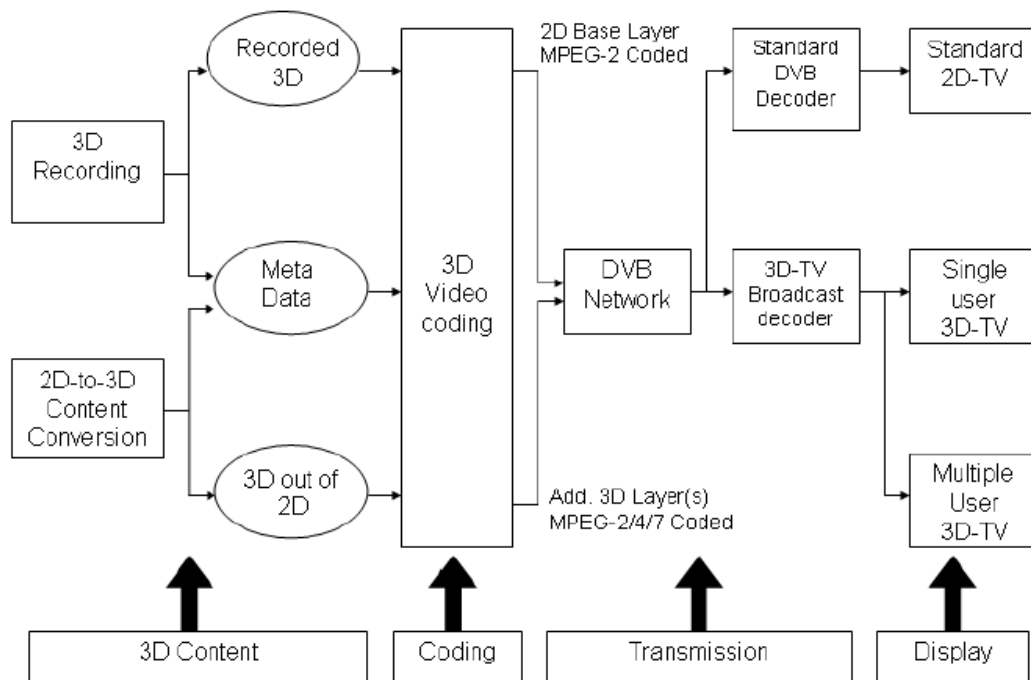 Recorded
3D
2D Base Layer
MPEG-2 Coded
Standard
DVB
Decoder
Standard
2D-TV
3D
Recording
Meta
Data
3D
Video
coding
DVB
Network
3D-TV
Broadcast
decoder
Single
user
3D-TV
2D-to-3D
Content
Conversion
3D out of
2D
Add. 3D Layer(s)
MPEG-2/4/7 Coded
Multiple
User
3D-TV
3D Content
Coding
Transmission
Display